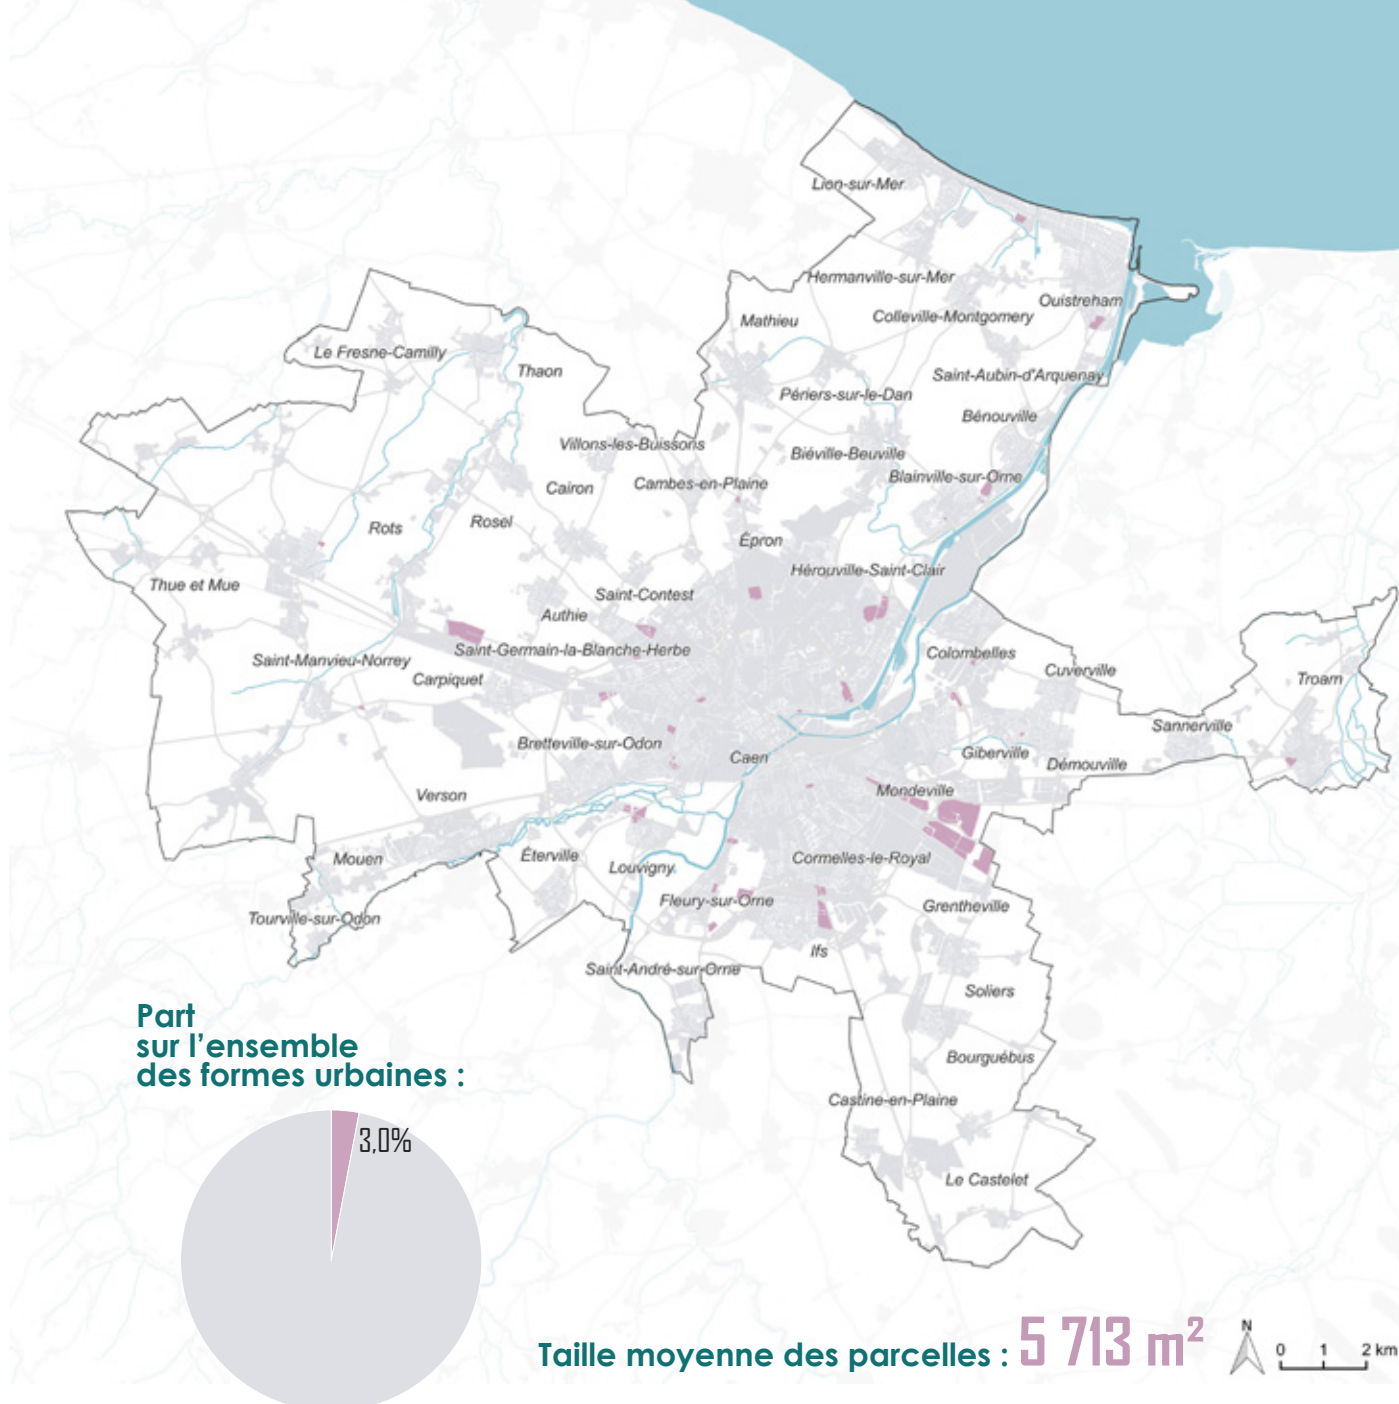 Lion-sur-Mer
Hermanville-sur-Mer
Ouistreham
Colleville-Montgomery
Mathieu
Le Fresne-Camilly
Thaon
Saint-Aubin-d'Arquenay
Périers-sur-le-Dan
Bénouville
Villons-les-Buissons
Biéville-Beuville
Blainville-sur-Orne
Cairon
Cambes-en-Plaine
Rots
Rosel
Épron
Hérouville-Saint-Clair
Thue et Mue
Saint-Contest
Authie
Saint-Germain-la-Blanche-Herbe
Colombelles
Saint-Manvieu-Norrey
Cuverville
Carpiquet
Troarn
Sannerville
Bretteville-sur-Odon
Caen
Giberville
Démouville
Verson
Mondeville
Mouen
Éterville
Louvigny
Cormelles-le-Royal
Fleury-sur-Orne
Grentheville
Tourville-sur-Odon
Ifs
Saint-André-sur-Orne
Soliers
Bourguébus
Castine-en-Plaine
Le Castelet
Part
sur l'ensemble
des formes urbaines :
3,0%
Taille moyenne des parcelles : 5 713 m²
N
0 1 2 km